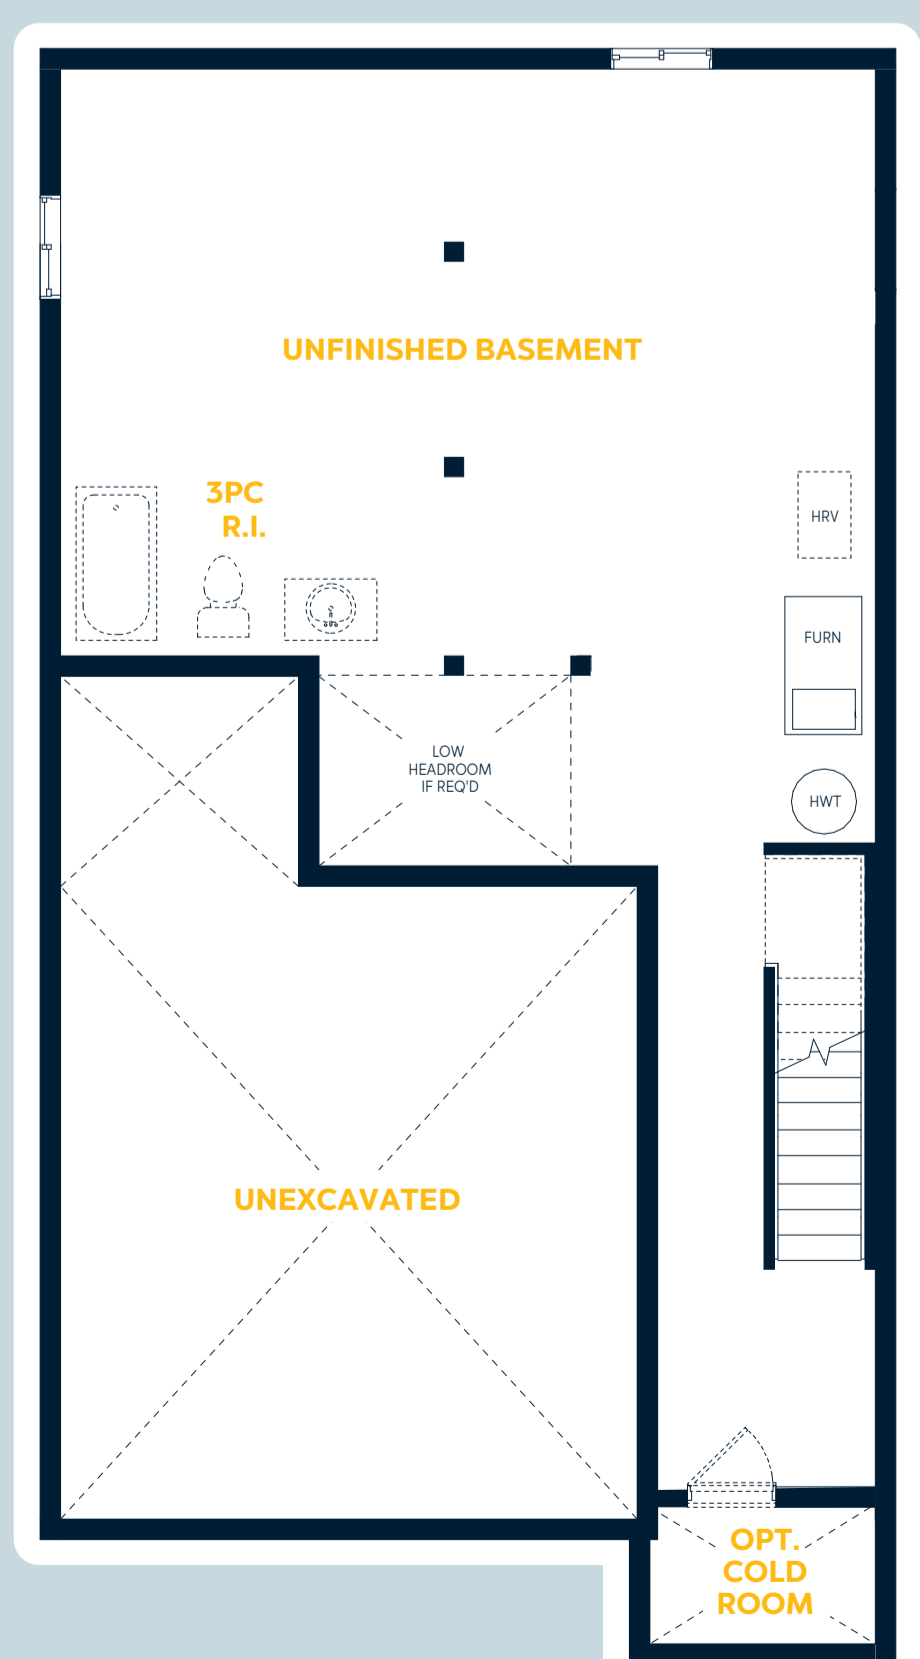 UNFINISHED BASEMENT
3PC
R.I.
HRV
FURN
LOW
HEADROOM
IF REQ'D
HWT
UNEXCAVATED
OPT.
COLD
ROOM